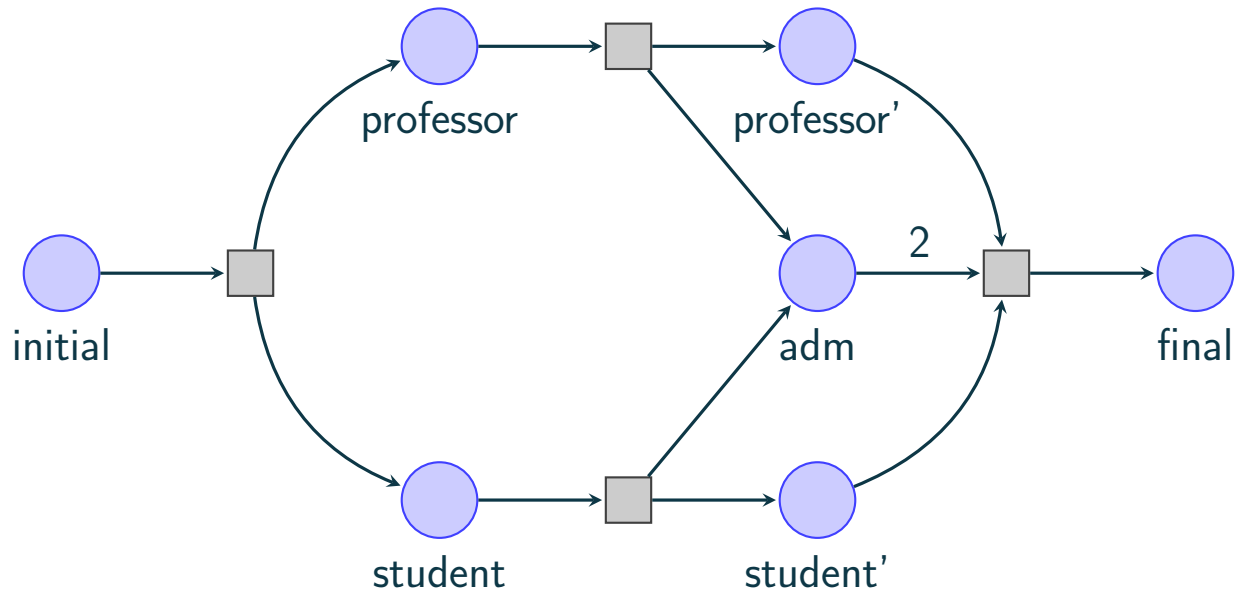 professor
professor'
2
initial
adm
final
student
student'